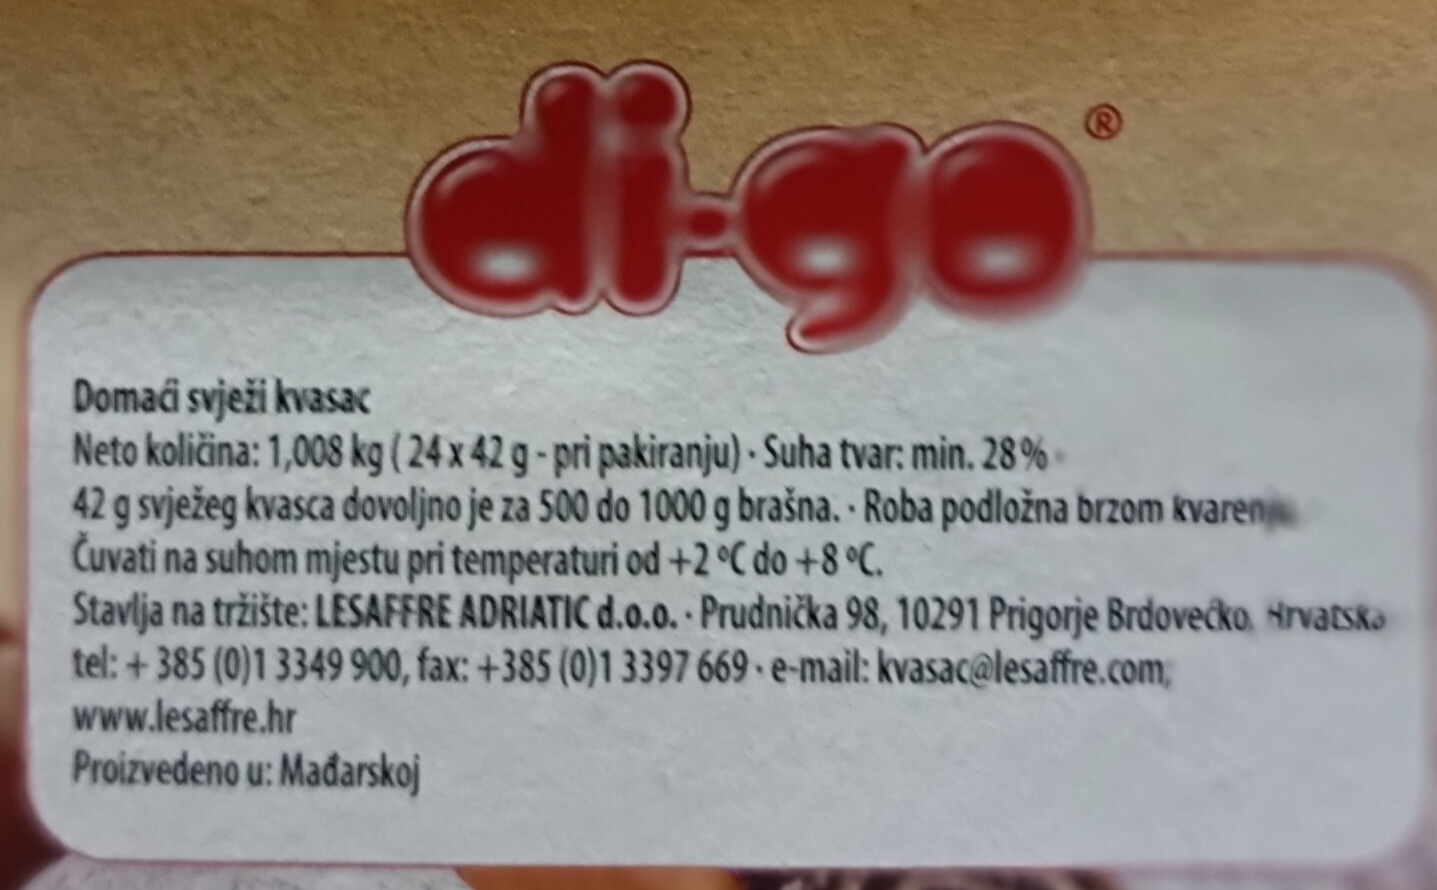 di·go®
Domaći svježi kvasac
Neto količina: 1,008 kg ( 24 x 42 g - pri pakiranju) · Suha tvar: min. 28% ·
42 g svježeg kvasca dovoljno je za 500 do 1000 g brašna. · Roba podložna brzom
Čuvati na suhom mjestu pri temperaturi od +2 °C do +8 °C.
Stavlja na tržište: LESAFFRE ADRIATIC d.o.o. · Prudnička 98, 10291 Prigorje Brdovečko, Hrvatska
tel: + 385 (0)1 3349 900, fax: +385 (0)1 3397 669 · e-mail: kvasac@lesaffre.com,
www.lesaffre.hr
Proizvedeno u: Mađarskoj